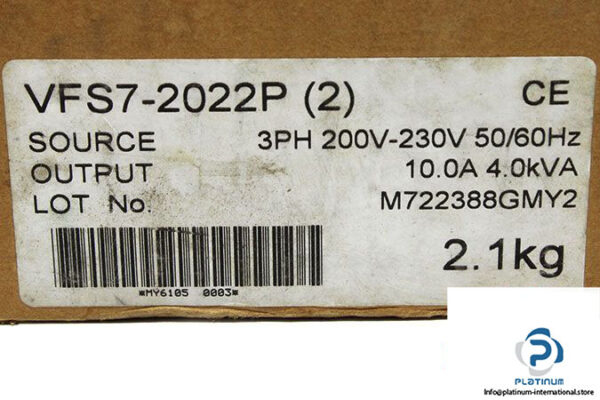 VFS7-2022P (2) CE
SOURCE 3PH 200V-230V 50/60Hz
OUTPUT 10.0A 4.0kVA
LOT No. M722388GMY2
2.1kg
*MY6105 0003*
PLATINUM
Info@platinum-international.store